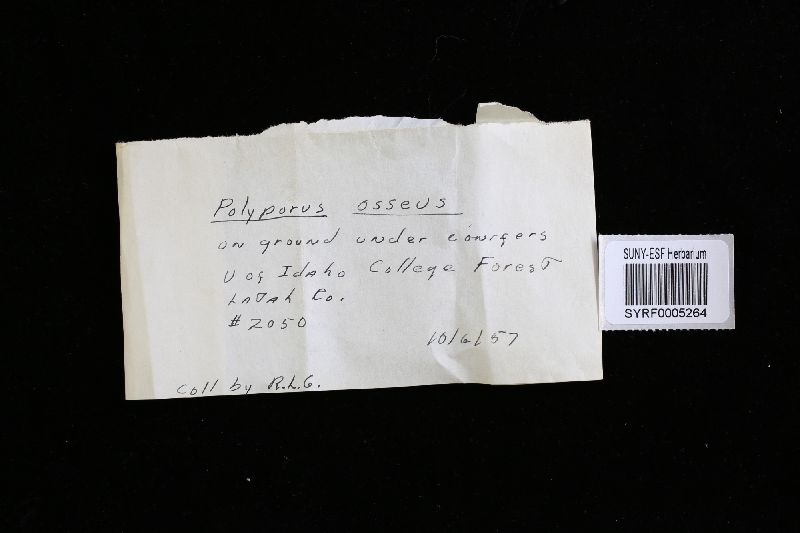 Polyporus osseus
on ground under conifers
U of Idaho College Forest
Latah Co.
#2050
10/6/57
Coll by R.L.G.
SUNY-ESF Herbarium
SYRF0005264